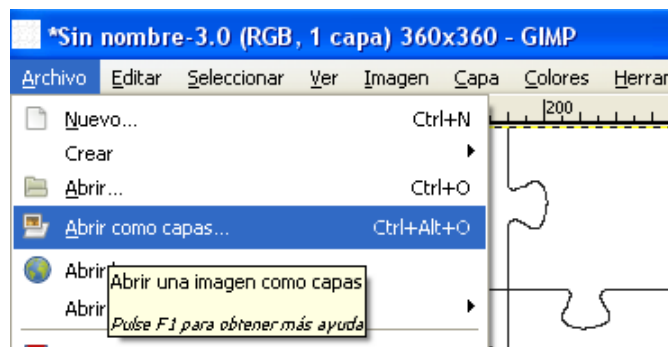 *Sin nombre-3.0 (RGB, 1 capa) 360x360 - GIMP
Archivo Editar Seleccionar Ver Imagen Capa Colores Herrar
200
Nuevo... Ctrl+N
Crear
Abrir... Ctrl+O
Abrir como capas... Ctrl+Alt+O
Abrir
Abrir una imagen como capas
Abrir
Pulse F1 para obtener más ayuda